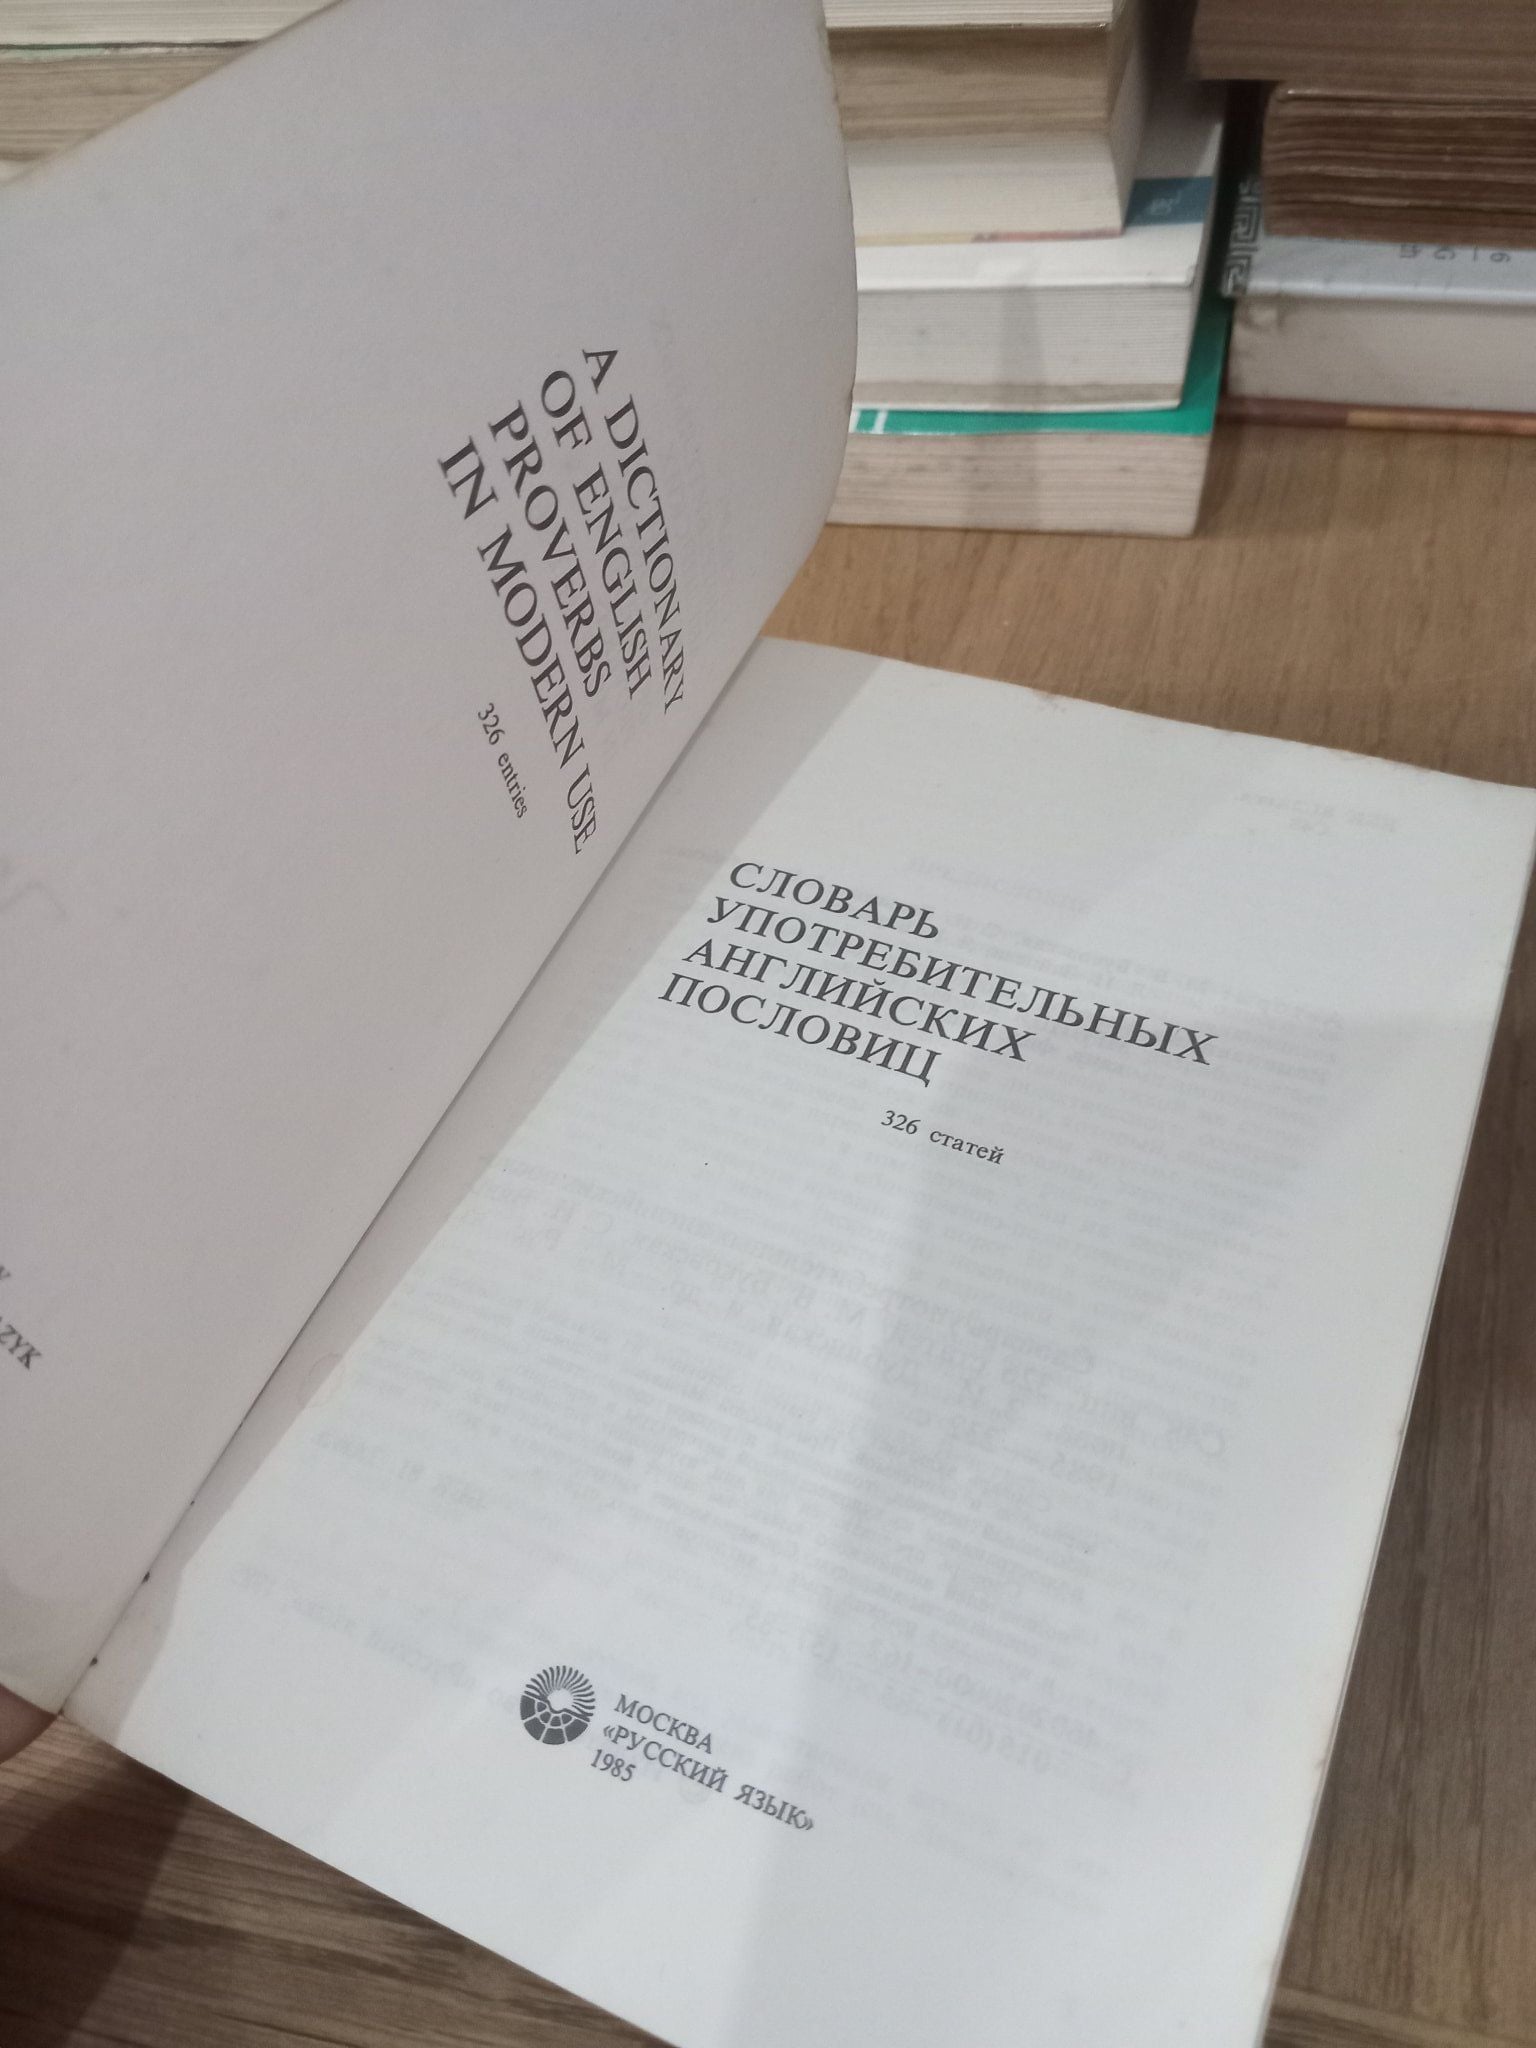 A DICTIONARY
OF ENGLISH
PROVERBS
IN MODERN USE
326 entries
СЛОВАРЬ
УПОТРЕБИТЕЛЬНЫХ
АНГЛИЙСКИХ
ПОСЛОВИЦ
326 статей
МОСКВА
«РУССКИЙ ЯЗЫК»
1985